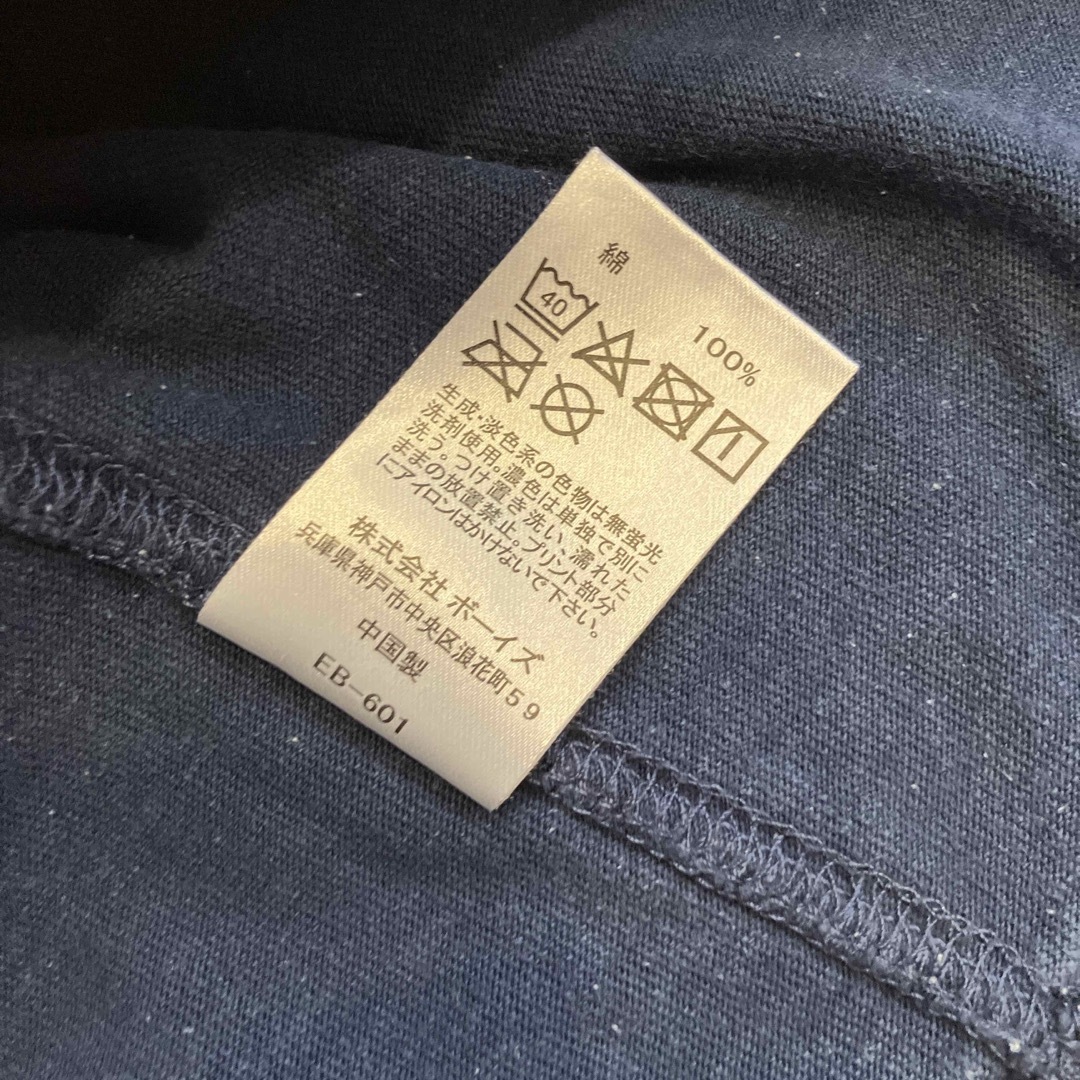 綿 100%
40
生成・淡色系の色物は無蛍光
洗剤使用。濃色は単独で別に
洗う。つけ置き洗い、濡れた
ままの放置禁止。プリント部分
にアイロンはかけないで下さい。
株式会社 ボーイズ
兵庫県神戸市中央区浪花町59
中国製
EB-601